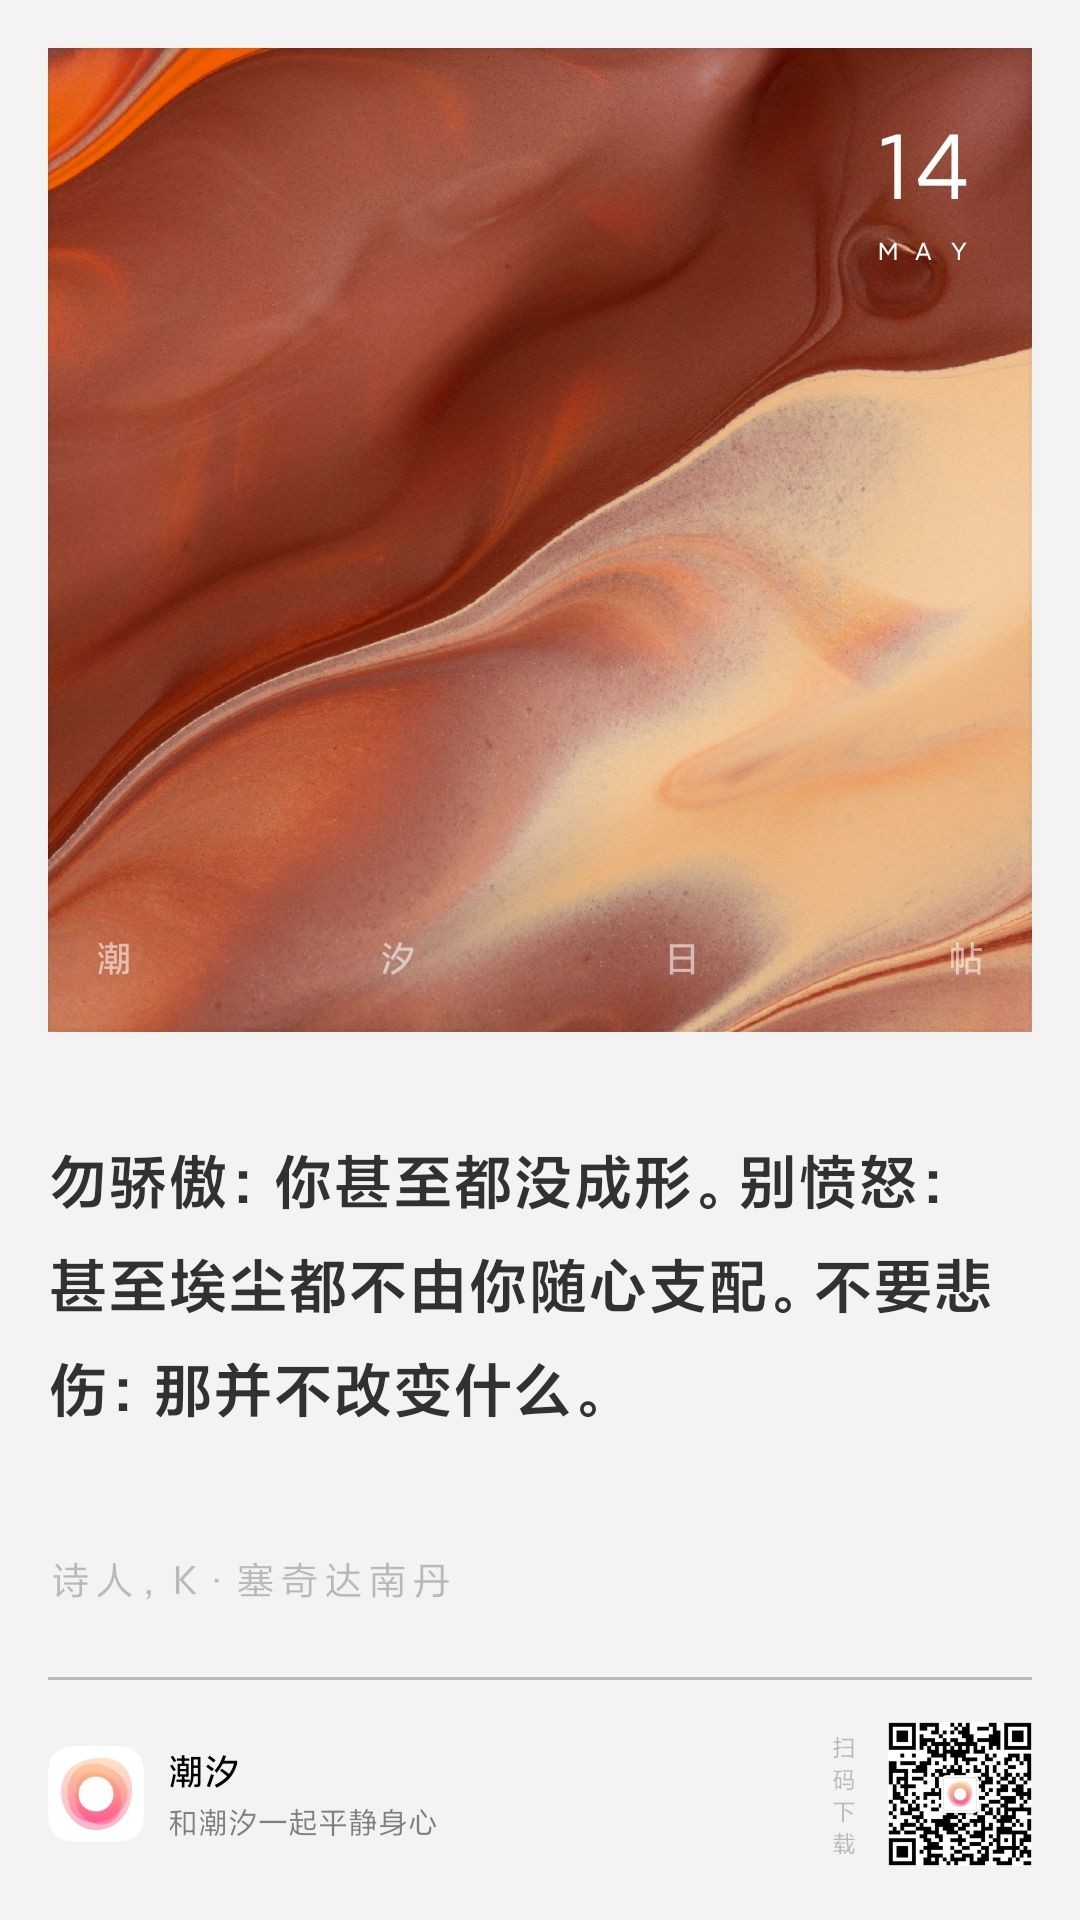 14
MAY
潮汐日帖
勿骄傲：你甚至都没成形。别愤怒：
甚至埃尘都不由你随心支配。不要悲
伤：那并不改变什么。
诗人，K·塞奇达南丹
潮汐
和潮汐一起平静身心
扫码下载